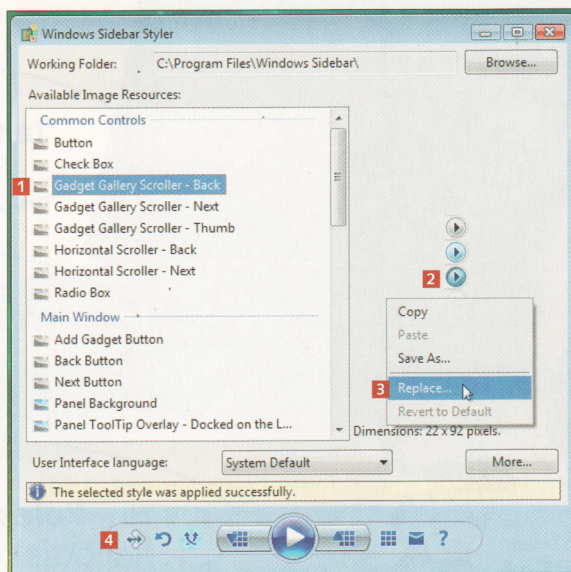 Windows Sidebar Styler
Working Folder: C:\Program Files\Windows Sidebar\ Browse...
Available Image Resources:
Common Controls
Button
Check Box
1 Gadget Gallery Scroller - Back
Gadget Gallery Scroller - Next
Gadget Gallery Scroller - Thumb
Horizontal Scroller - Back
Horizontal Scroller - Next
Radio Box
Main Window
Add Gadget Button
Back Button
Next Button
Panel Background
Panel ToolTip Overlay - Docked on the L...
2
Copy
Paste
Save As...
3 Replace...
Revert to Default
Dimensions: 22 x 92 pixels.
User Interface language: System Default More...
The selected style was applied successfully.
4 ?